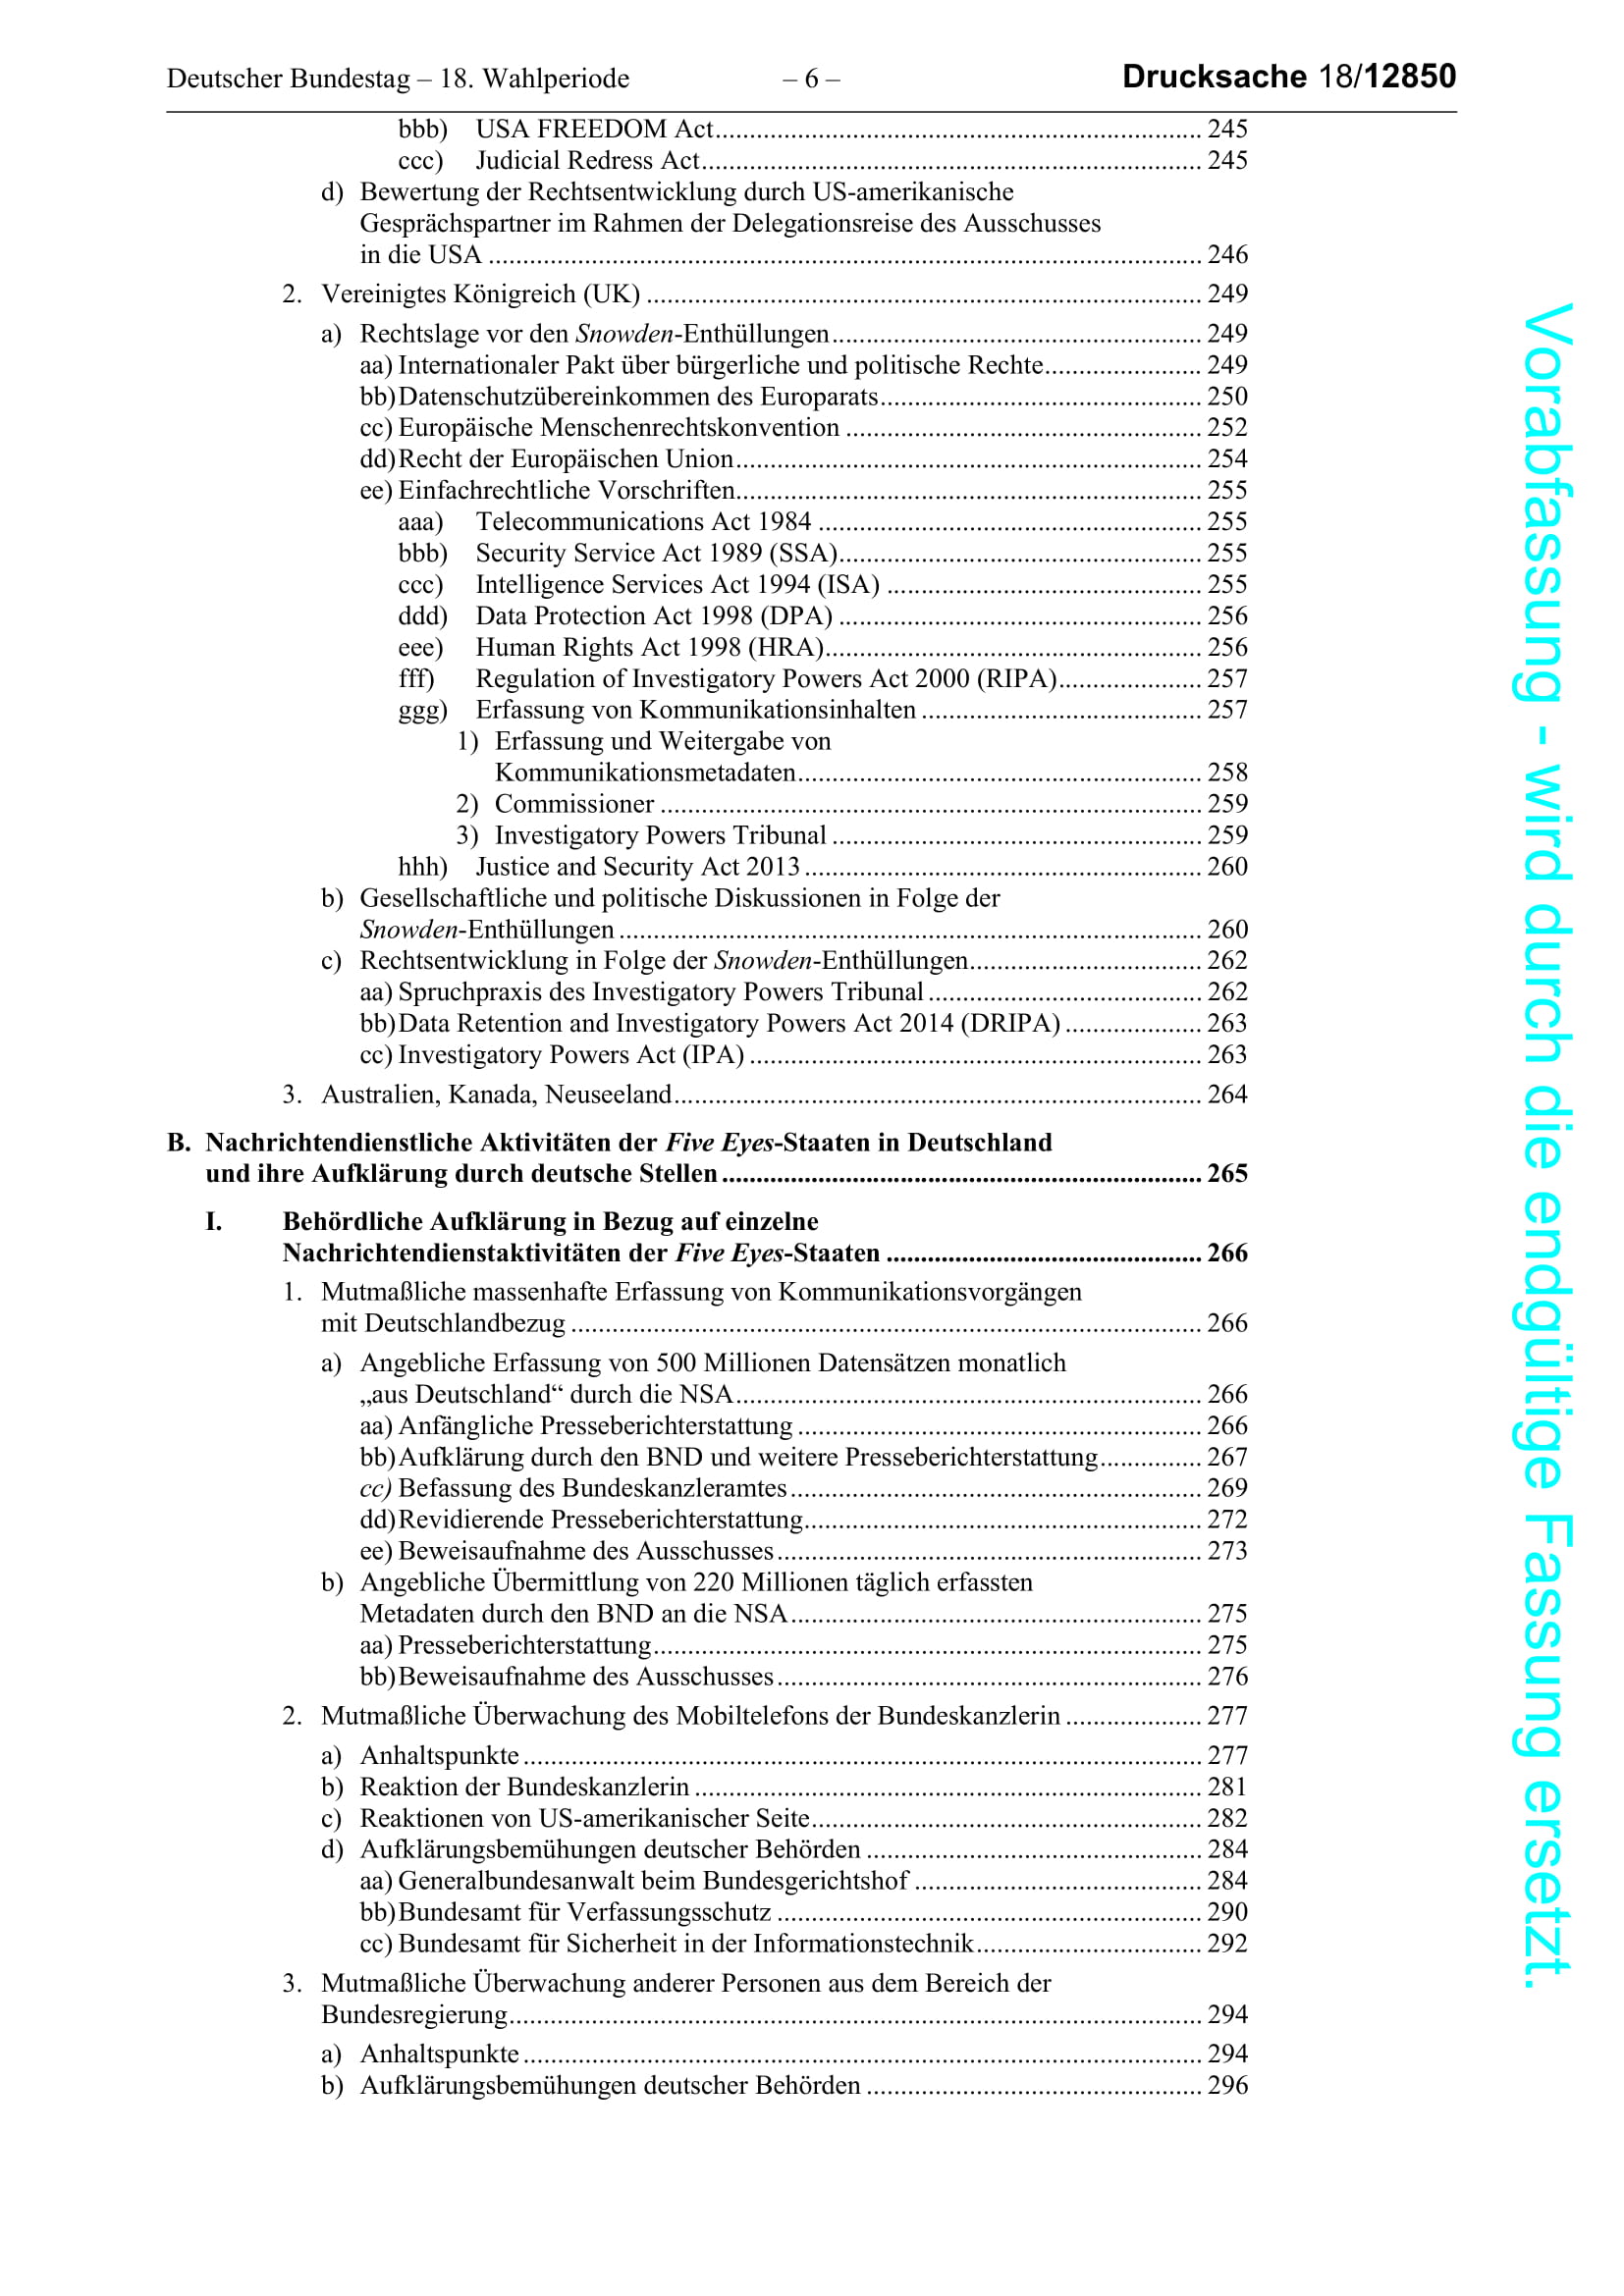 Deutscher Bundestag – 18. Wahlperiode – 6 – Drucksache 18/12850
bbb) USA FREEDOM Act........................................................................ 245
ccc) Judicial Redress Act.......................................................................... 245
d) Bewertung der Rechtsentwicklung durch US-amerikanische
Gesprächspartner im Rahmen der Delegationsreise des Ausschusses
in die USA ......................................................................................................... 246
2. Vereinigtes Königreich (UK) .................................................................................. 249
a) Rechtslage vor den Snowden-Enthüllungen...................................................... 249
aa) Internationaler Pakt über bürgerliche und politische Rechte....................... 249
bb) Datenschutzübereinkommen des Europarats............................................... 250
cc) Europäische Menschenrechtskonvention .................................................... 252
dd) Recht der Europäischen Union..................................................................... 254
ee) Einfachrechtliche Vorschriften.................................................................... 255
aaa) Telecommunications Act 1984 ........................................................ 255
bbb) Security Service Act 1989 (SSA)..................................................... 255
ccc) Intelligence Services Act 1994 (ISA) .............................................. 255
ddd) Data Protection Act 1998 (DPA) ..................................................... 256
eee) Human Rights Act 1998 (HRA)....................................................... 256
fff) Regulation of Investigatory Powers Act 2000 (RIPA)..................... 257
ggg) Erfassung von Kommunikationsinhalten ......................................... 257
1) Erfassung und Weitergabe von
Kommunikationsmetadaten........................................................... 258
2) Commissioner ............................................................................... 259
3) Investigatory Powers Tribunal ...................................................... 259
hhh) Justice and Security Act 2013 .......................................................... 260
b) Gesellschaftliche und politische Diskussionen in Folge der
Snowden-Enthüllungen ..................................................................................... 260
c) Rechtsentwicklung in Folge der Snowden-Enthüllungen.................................. 262
aa) Spruchpraxis des Investigatory Powers Tribunal ........................................ 262
bb) Data Retention and Investigatory Powers Act 2014 (DRIPA) .................... 263
cc) Investigatory Powers Act (IPA) .................................................................. 263
3. Australien, Kanada, Neuseeland............................................................................. 264
B. Nachrichtendienstliche Aktivitäten der Five Eyes-Staaten in Deutschland
und ihre Aufklärung durch deutsche Stellen ...................................................................... 265
I. Behördliche Aufklärung in Bezug auf einzelne
Nachrichtendienstaktivitäten der Five Eyes-Staaten .............................................. 266
1. Mutmaßliche massenhafte Erfassung von Kommunikationsvorgängen
mit Deutschlandbezug ............................................................................................ 266
a) Angebliche Erfassung von 500 Millionen Datensätzen monatlich
„aus Deutschland“ durch die NSA.................................................................... 266
aa) Anfängliche Presseberichterstattung ........................................................... 266
bb) Aufklärung durch den BND und weitere Presseberichterstattung............... 267
cc) Befassung des Bundeskanzleramtes ............................................................ 269
dd) Revidierende Presseberichterstattung.......................................................... 272
ee) Beweisaufnahme des Ausschusses .............................................................. 273
b) Angebliche Übermittlung von 220 Millionen täglich erfassten
Metadaten durch den BND an die NSA ............................................................ 275
aa) Presseberichterstattung................................................................................ 275
bb) Beweisaufnahme des Ausschusses .............................................................. 276
2. Mutmaßliche Überwachung des Mobiltelefons der Bundeskanzlerin .................... 277
a) Anhaltspunkte ................................................................................................... 277
b) Reaktion der Bundeskanzlerin .......................................................................... 281
c) Reaktionen von US-amerikanischer Seite......................................................... 282
d) Aufklärungsbemühungen deutscher Behörden ................................................. 284
aa) Generalbundesanwalt beim Bundesgerichtshof .......................................... 284
bb) Bundesamt für Verfassungsschutz .............................................................. 290
cc) Bundesamt für Sicherheit in der Informationstechnik................................. 292
3. Mutmaßliche Überwachung anderer Personen aus dem Bereich der
Bundesregierung..................................................................................................... 294
a) Anhaltspunkte ................................................................................................... 294
b) Aufklärungsbemühungen deutscher Behörden ................................................. 296
Vorabfassung - wird durch die endgültige Fassung ersetzt.